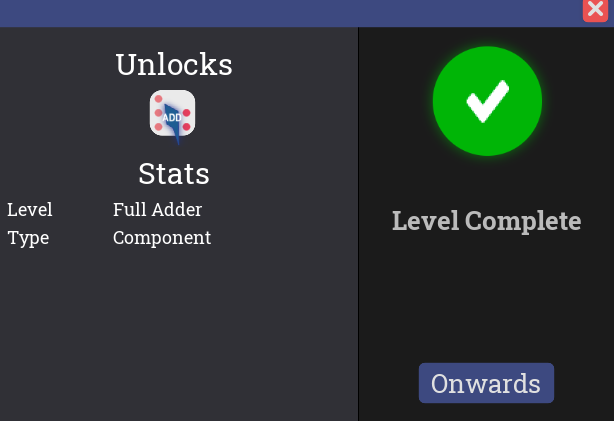 Unlocks
ADD
Stats
Level Full Adder
Type Component
Level Complete
Onwards